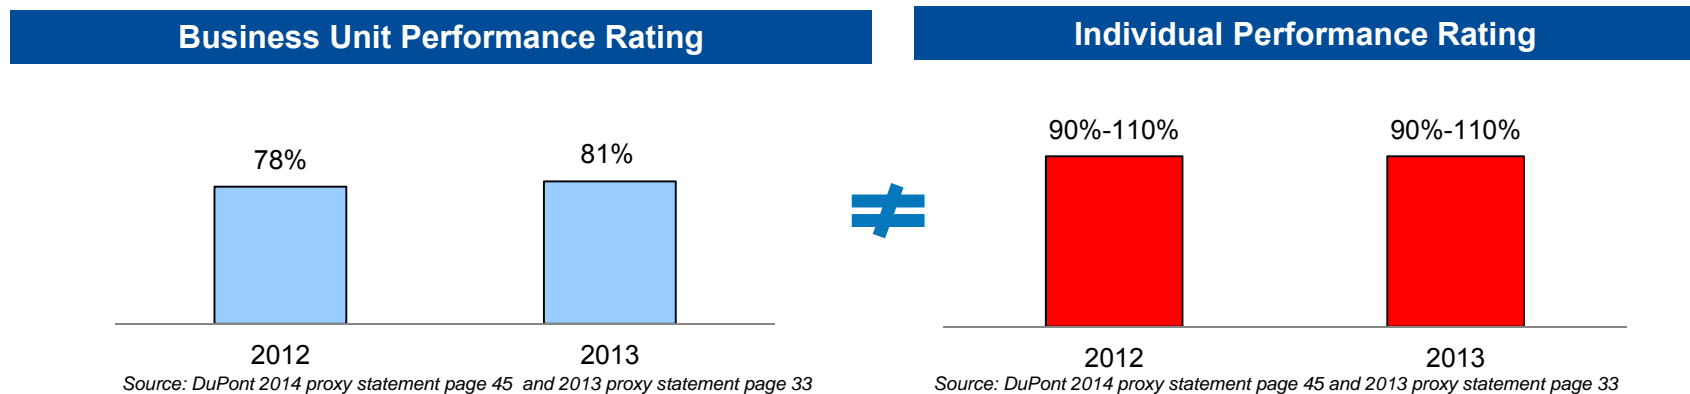 Business Unit Performance Rating
78%
81%
2012
2013
Source: DuPont 2014 proxy statement page 45 and 2013 proxy statement page 33
≠
Individual Performance Rating
90%-110%
90%-110%
2012
2013
Source: DuPont 2014 proxy statement page 45 and 2013 proxy statement page 33